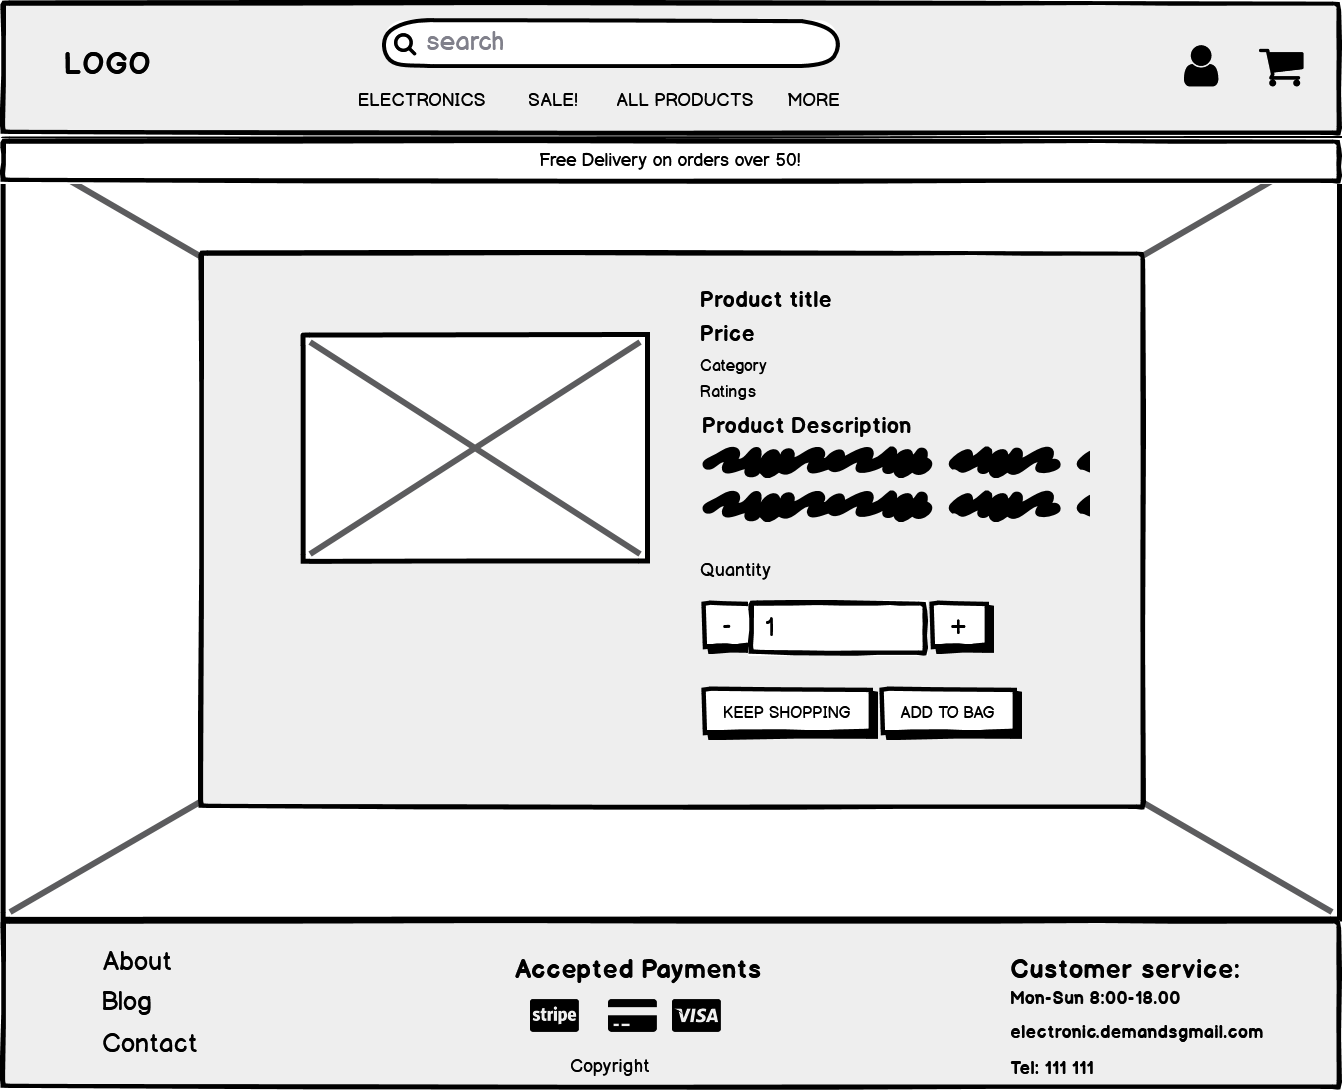 LOGO
search
ELECTRONICS SALE! ALL PRODUCTS MORE
Free Delivery on orders over 50!
Product title
Price
Category
Ratings
Product Description
Quantity
- 1 +
KEEP SHOPPING ADD TO BAG
About
Blog
Contact
Accepted Payments
stripe VISA
Copyright
Customer service:
Mon-Sun 8:00-18.00
electronic.demandsgmail.com
Tel: 111 111